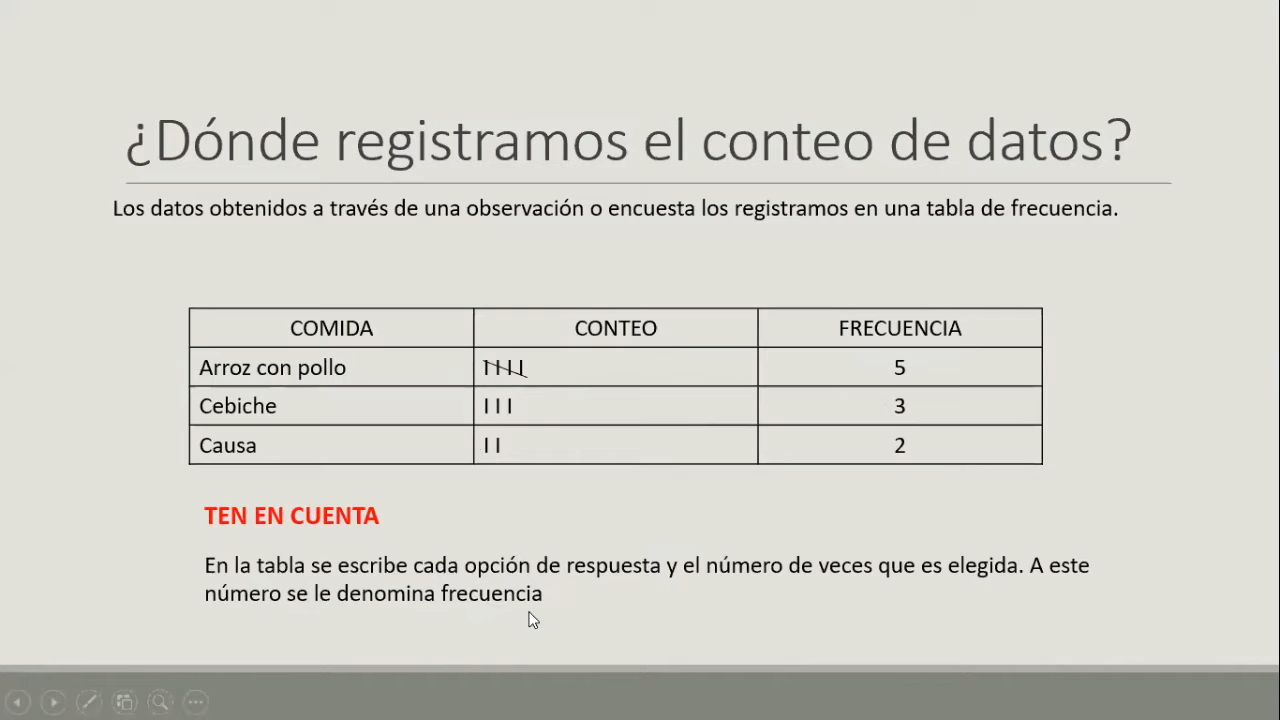 ¿Dónde registramos el conteo de datos?
Los datos obtenidos a través de una observación o encuesta los registramos en una tabla de frecuencia.
COMIDA CONTEO FRECUENCIA
Arroz con pollo IIII 5
Cebiche III 3
Causa II 2
TEN EN CUENTA
En la tabla se escribe cada opción de respuesta y el número de veces que es elegida. A este
número se le denomina frecuencia